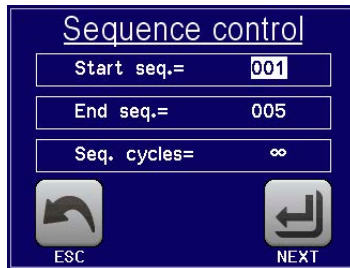 Sequence control
Start seq.= 001
End seq.= 005
Seq. cycles= ∞
ESC NEXT